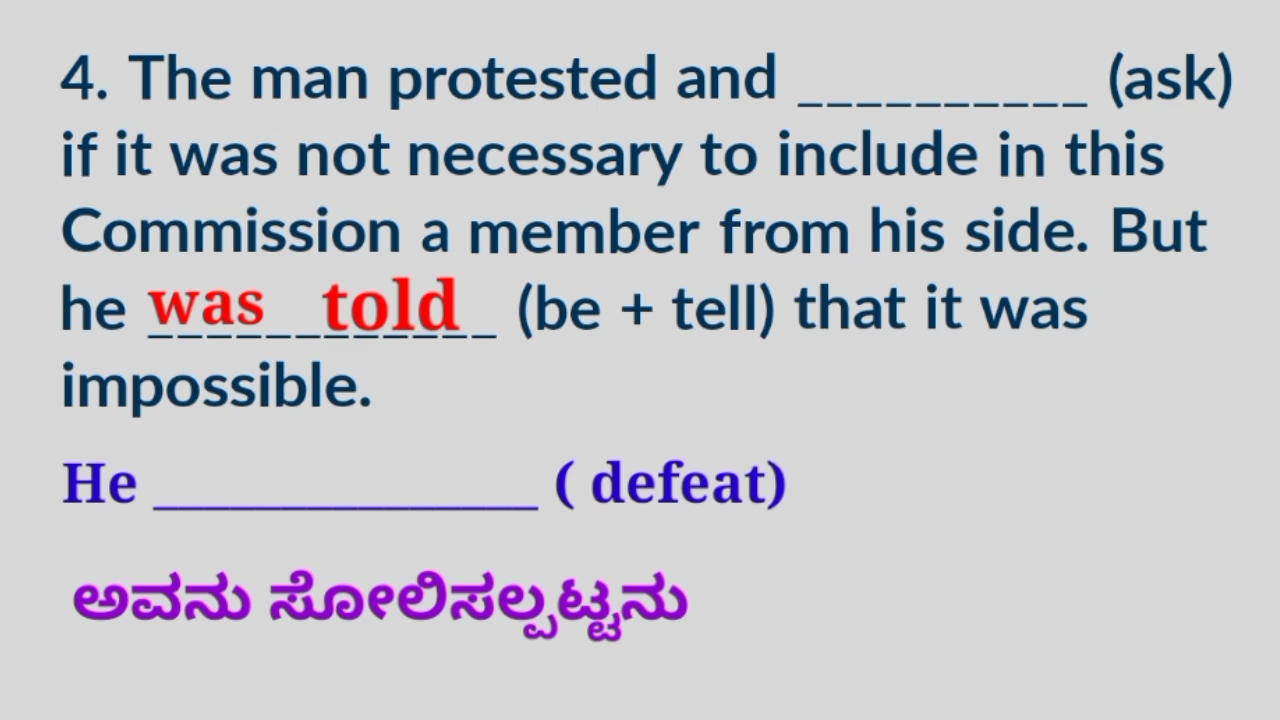 4. The man protested and __________ (ask)
if it was not necessary to include in this
Commission a member from his side. But
he was told (be + tell) that it was
impossible.
He ______________ ( defeat)
ಅವನು ಸೋಲಿಸಲ್ಪಟ್ಟನು